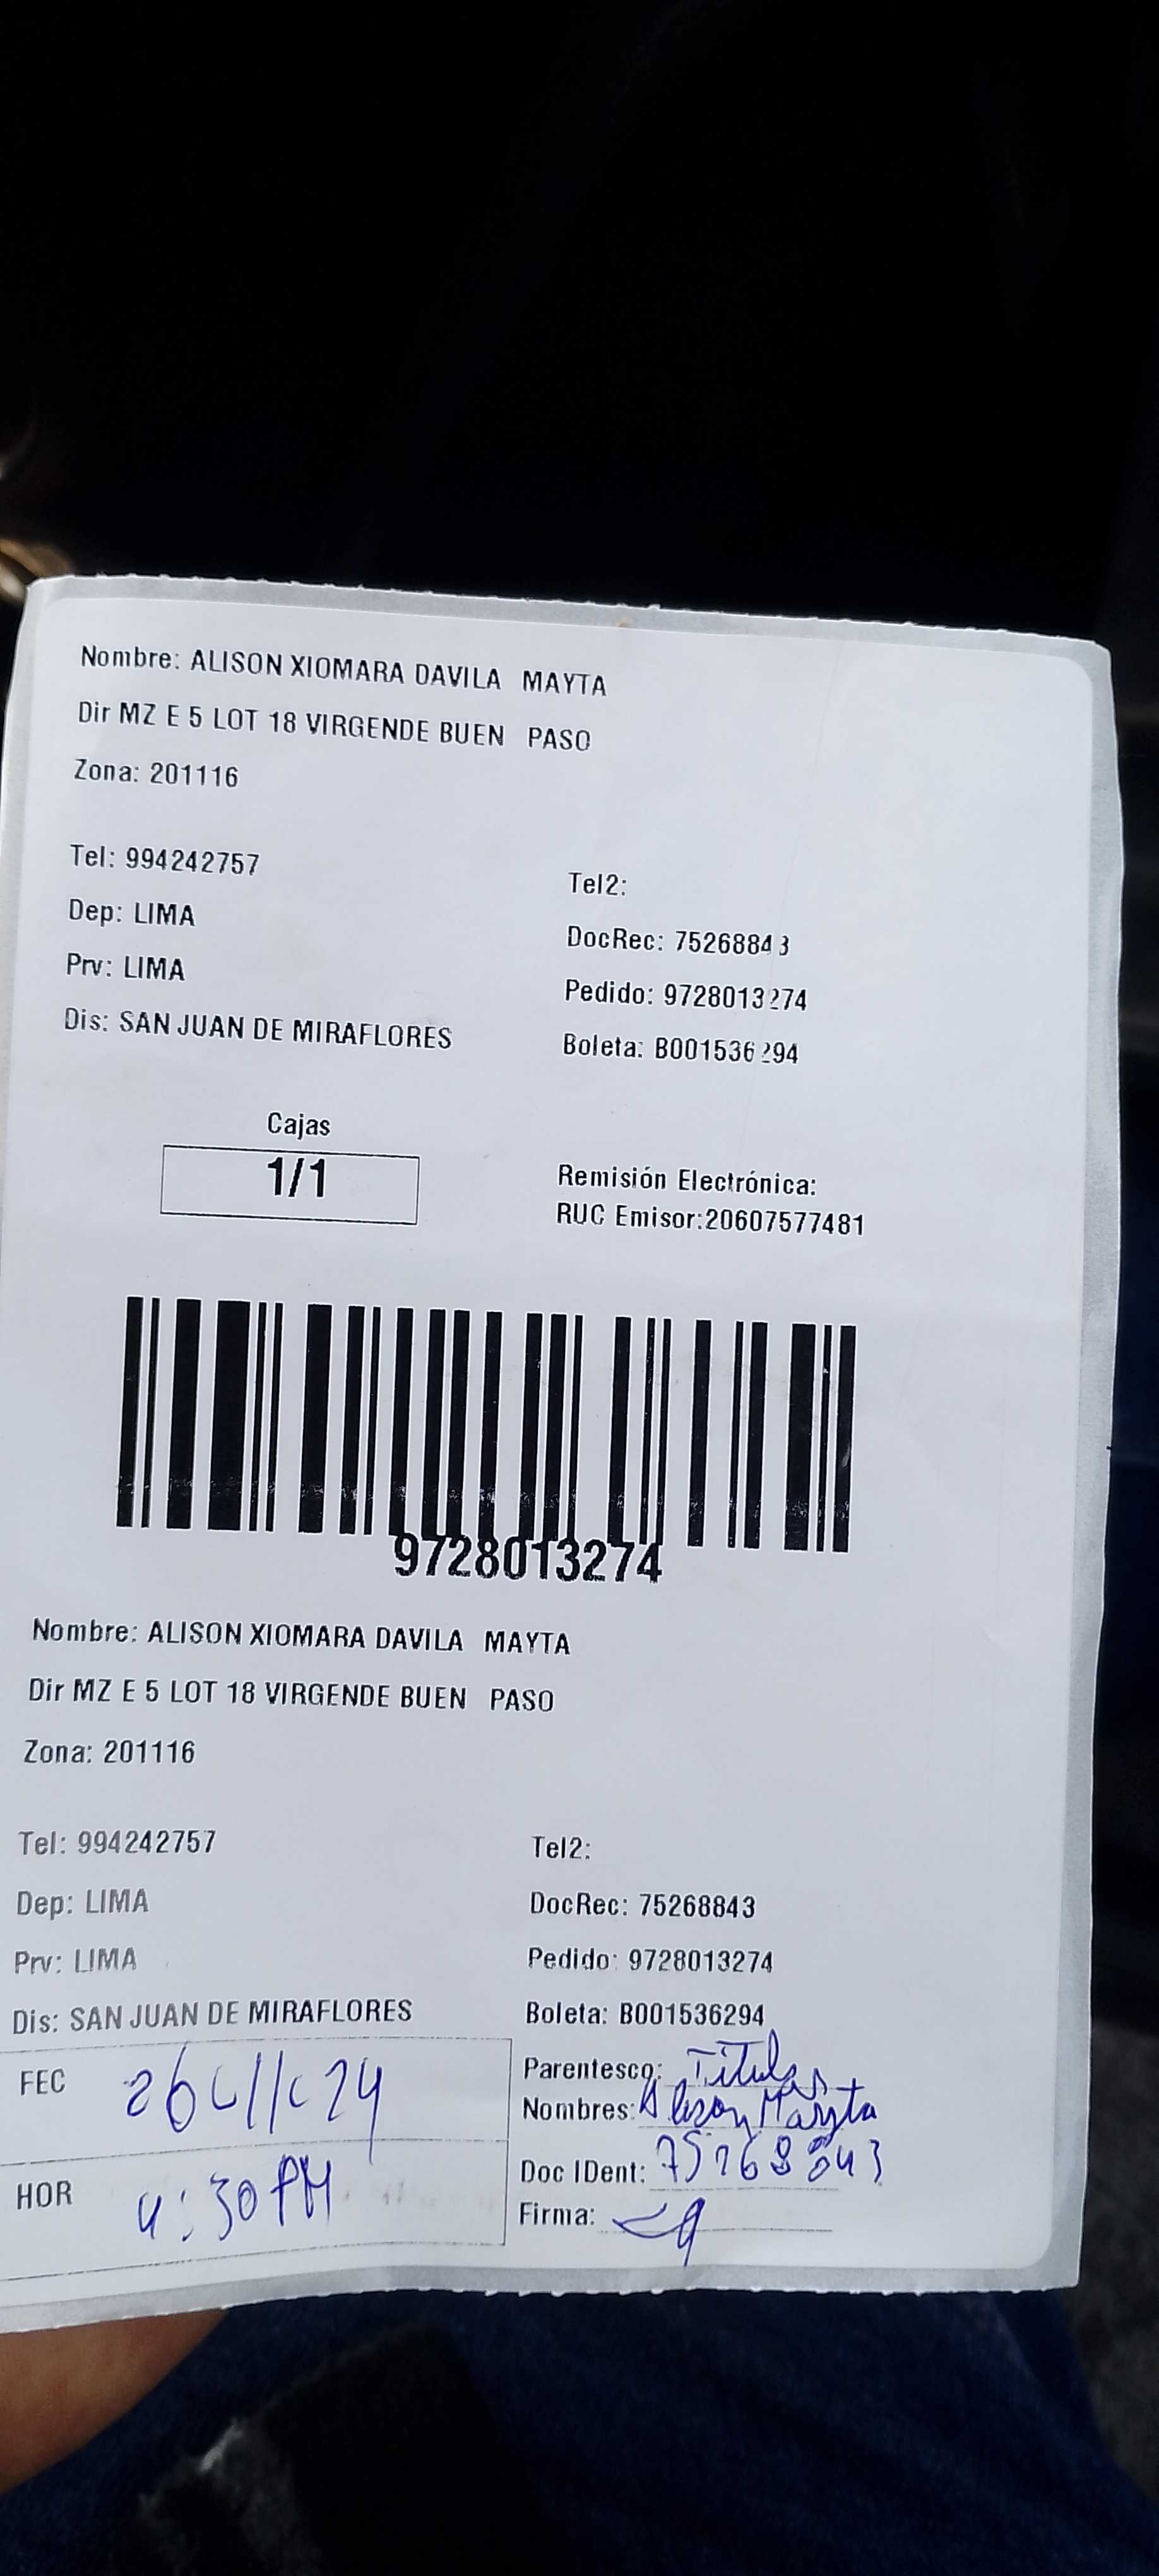 Nombre: ALISON XIOMARA DAVILA MAYTA
Dir MZ E 5 LOT 18 VIRGENDE BUEN PASO
Zona: 201116
Tel: 994242757
Tel2:
Dep: LIMA
DocRec: 75268843
Prv: LIMA
Pedido: 9728013274
Dis: SAN JUAN DE MIRAFLORES
Boleta: B001536294
Cajas
1/1
Remisión Electrónica:
RUC Emisor:20607577481
9728013274
Nombre: ALISON XIOMARA DAVILA MAYTA
Dir MZ E 5 LOT 18 VIRGENDE BUEN PASO
Zona: 201116
Tel: 994242757
Tel2:
Dep: LIMA
DocRec: 75268843
Prv: LIMA
Pedido: 9728013274
Dis: SAN JUAN DE MIRAFLORES
Boleta: B001536294
FEC
Parentesco: Titular
Nombres: Alison Mayta
HOR 4:30 PM
Doc IDent: 75268843
Firma: